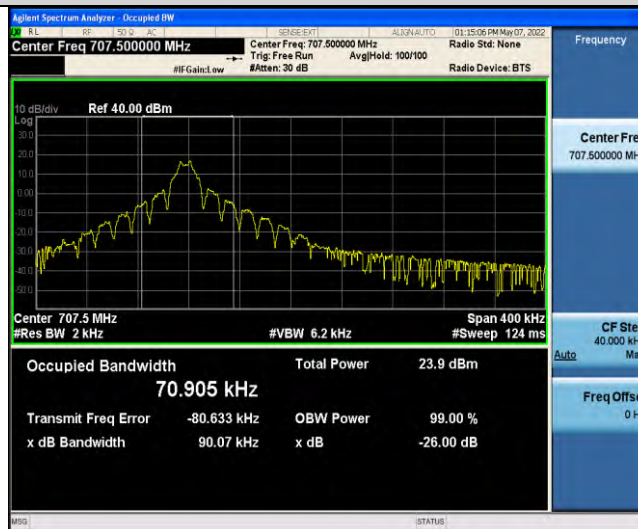 Agilent Spectrum Analyzer - Occupied BW
RL RF 50 Ω AC SENSE:EXT ALIGN AUTO 01:15:06 PM May 07, 2022
Center Freq 707.500000 MHz Center Freq: 707.500000 MHz Radio Std: None Frequency
Trig: Free Run Avg|Hold: 100/100
#IFGain:Low #Atten: 30 dB Radio Device: BTS
10 dB/div Ref 40.00 dBm
Log
30.0
20.0
10.0
0.00
-10.0
-20.0
-30.0
-40.0
-50.0
Center Fre
707.500000 MH
Center 707.5 MHz Span 400 kHz
#Res BW 2 kHz #VBW 6.2 kHz #Sweep 124 ms
CF Ste
40.000 kH
Auto Ma
Occupied Bandwidth Total Power 23.9 dBm
70.905 kHz
Freq Offse
0 H
Transmit Freq Error -80.633 kHz OBW Power 99.00 %
x dB Bandwidth 90.07 kHz x dB -26.00 dB
MSG STATUS